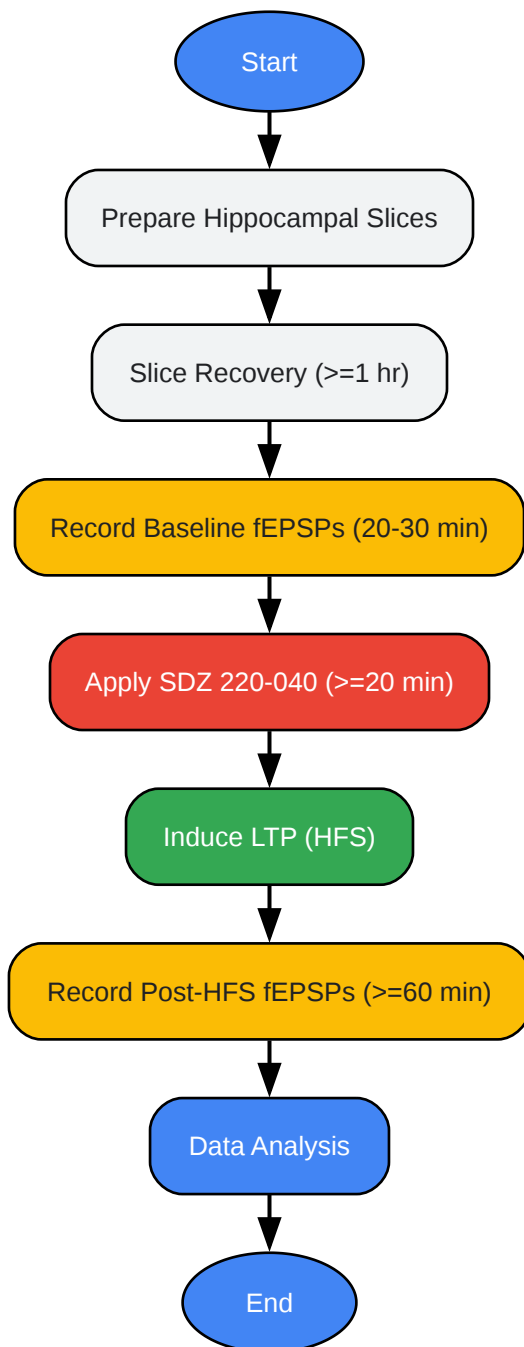 Start
Prepare Hippocampal Slices
Slice Recovery (>=1 hr)
Record Baseline fEPSPs (20-30 min)
Apply SDZ 220-040 (>=20 min)
Induce LTP (HFS)
Record Post-HFS fEPSPs (>=60 min)
Data Analysis
End